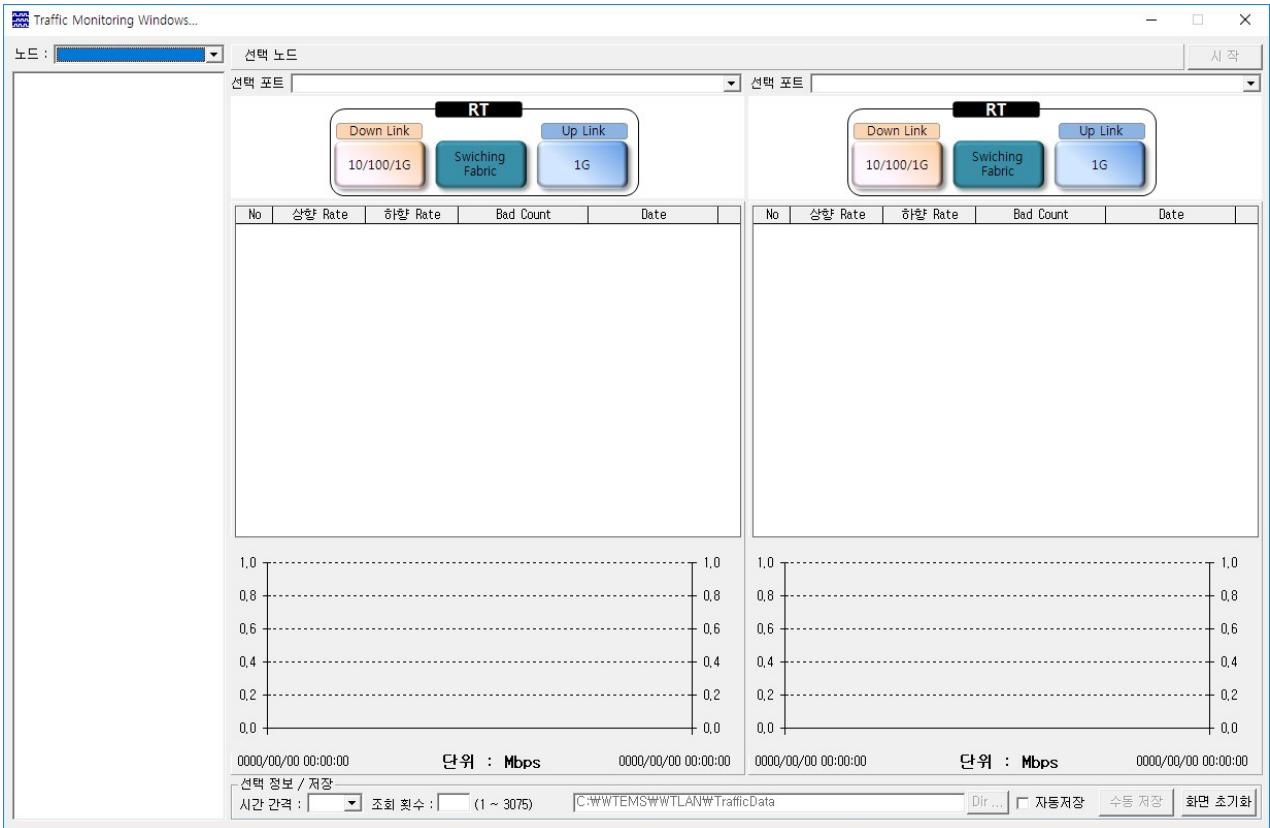 Traffic Monitoring Windows...
노드 :
선택 노드
시 작
선택 포트
선택 포트
RT
Down Link
Up Link
10/100/1G
Swiching
Fabric
1G
RT
Down Link
Up Link
10/100/1G
Swiching
Fabric
1G
No 상향 Rate 하향 Rate Bad Count Date
No 상향 Rate 하향 Rate Bad Count Date
1,0 1,0
0,8 0,8
0,6 0,6
0,4 0,4
0,2 0,2
0,0 0,0
0000/00/00 00:00:00 단위 : Mbps 0000/00/00 00:00:00
1,0 1,0
0,8 0,8
0,6 0,6
0,4 0,4
0,2 0,2
0,0 0,0
0000/00/00 00:00:00 단위 : Mbps 0000/00/00 00:00:00
선택 정보 / 저장
시간 간격 : 조회 횟수 : (1 ~ 3075) C:₩₩TEMS₩₩TLAN₩TrafficData Dir ... 자동저장 수동 저장 화면 초기화